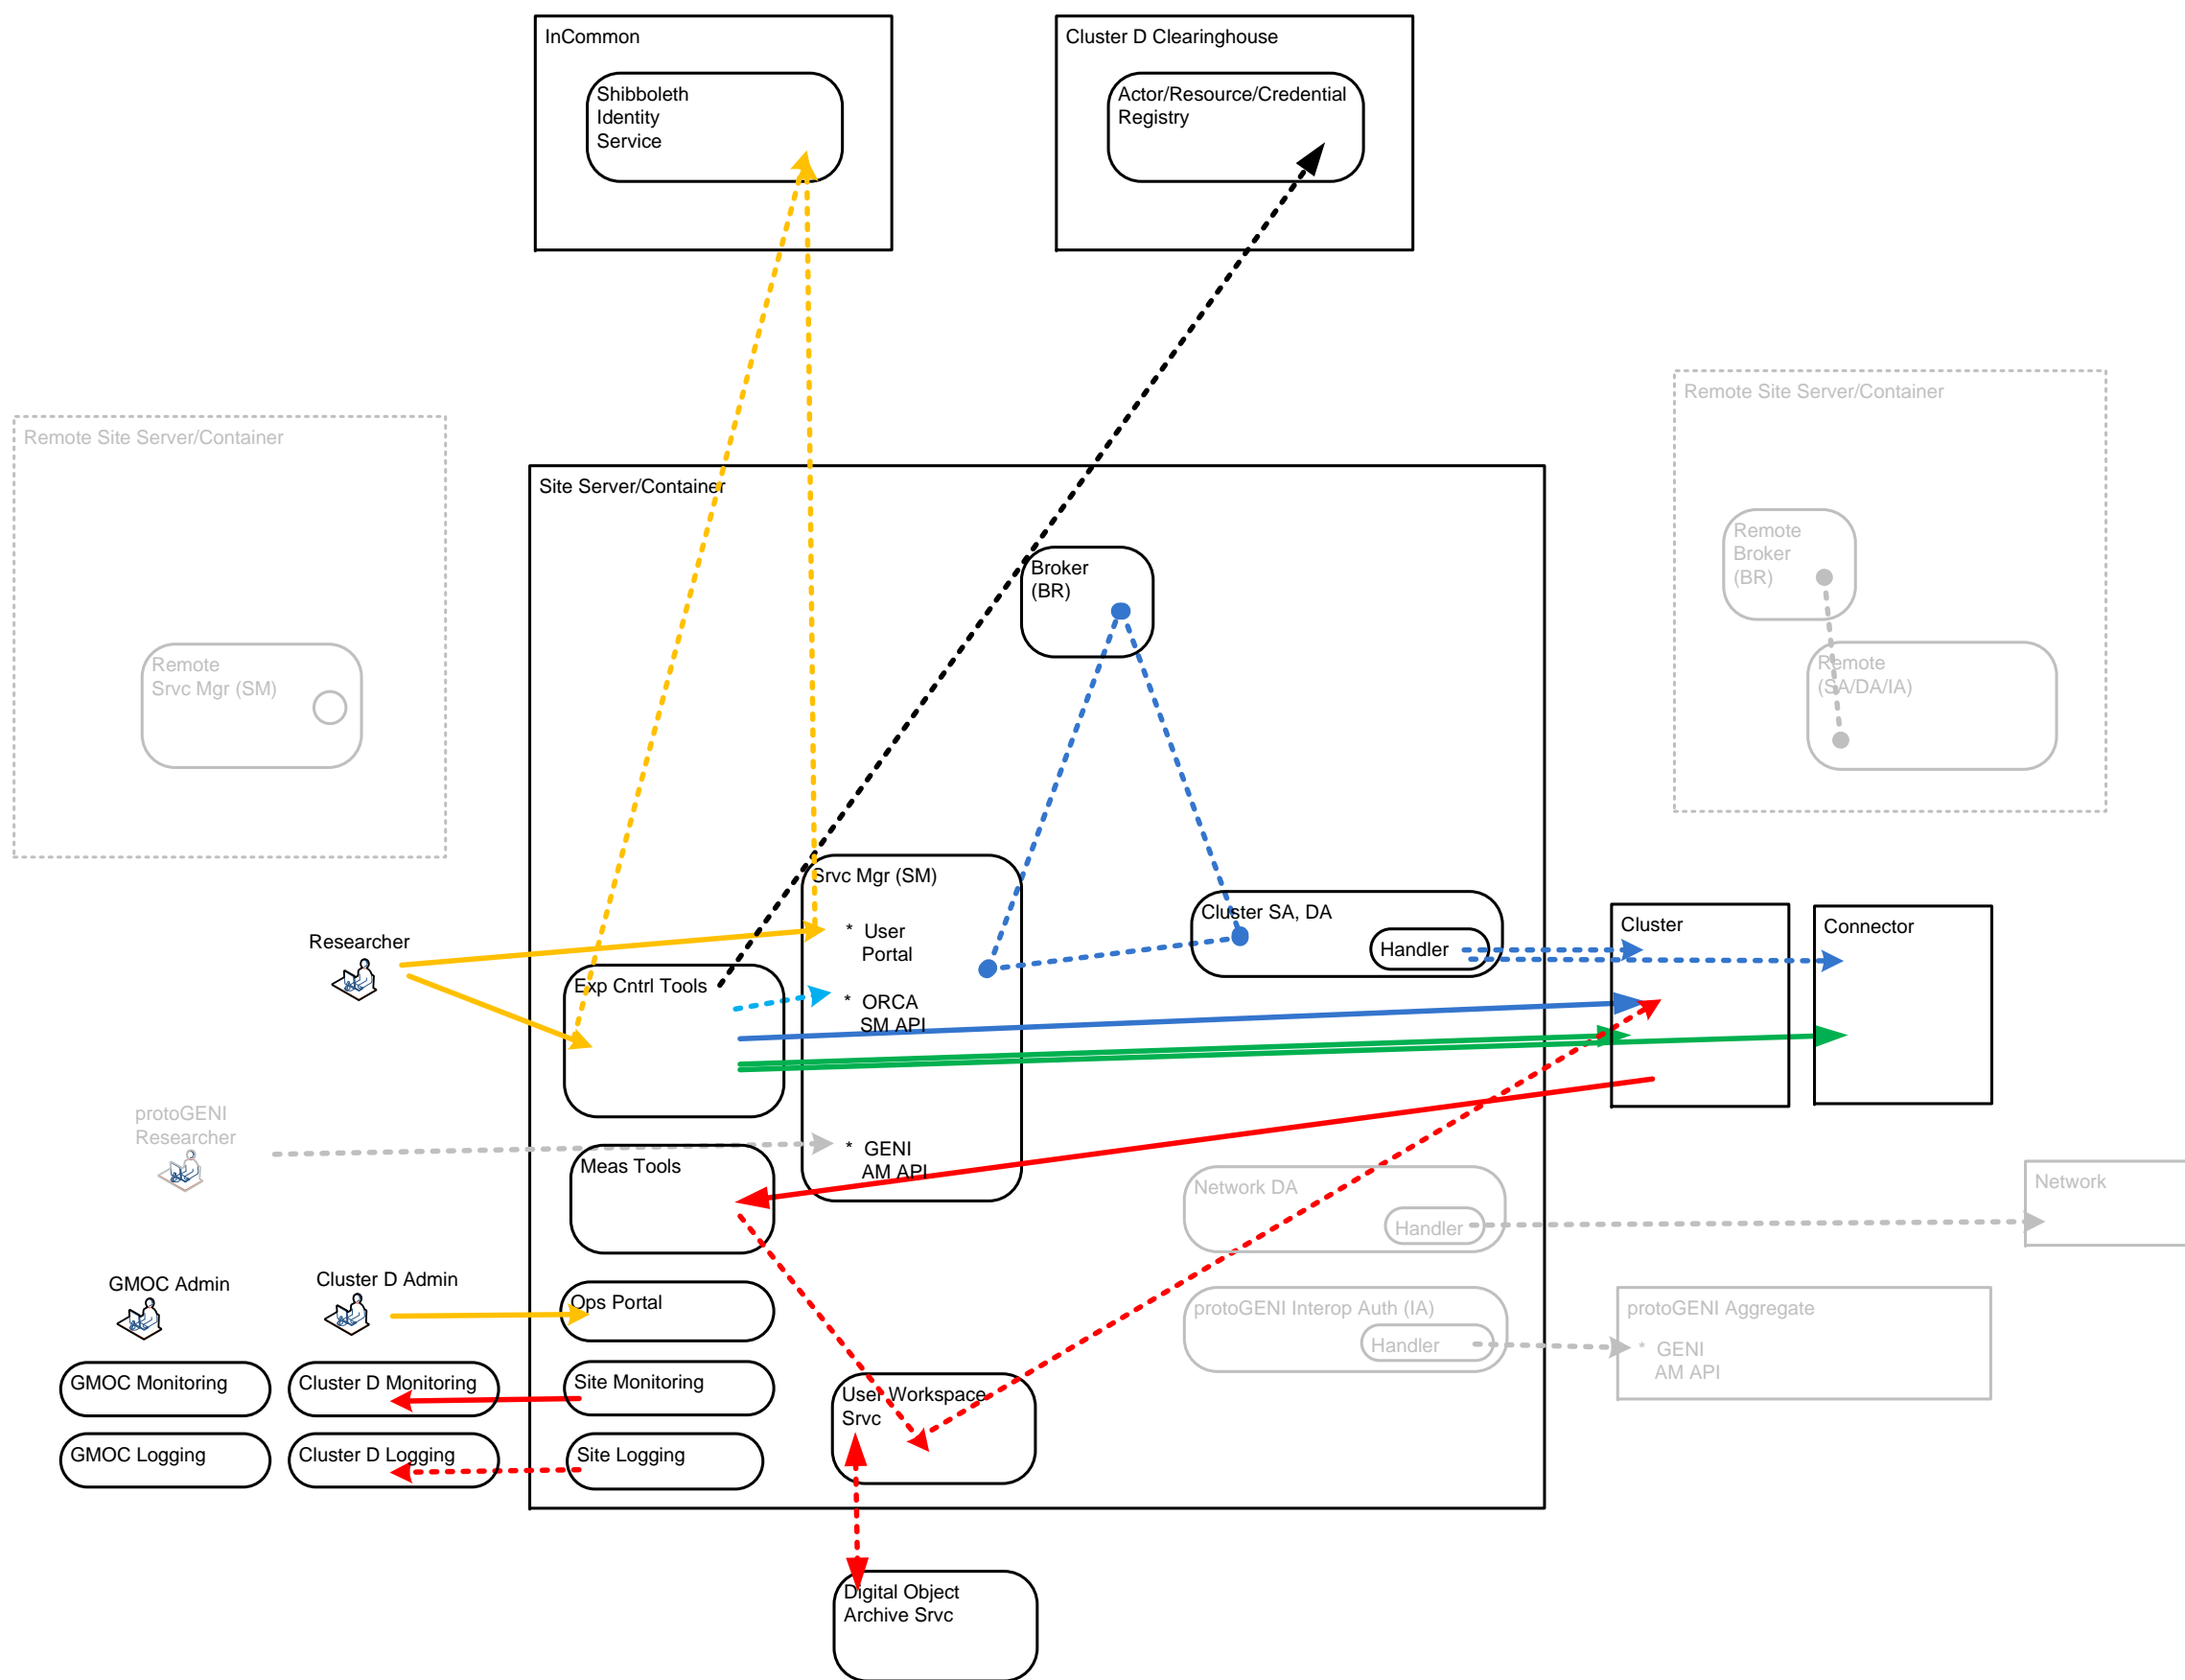 InCommon
Shibboleth
Identity
Service
Cluster D Clearinghouse
Actor/Resource/Credential
Registry
Remote Site Server/Container
Remote
Srvc Mgr (SM)
Remote Site Server/Container
Remote
Broker
(BR)
Remote
(SA/DA/IA)
Site Server/Container
Broker
(BR)
Srvc Mgr (SM)
* User
Portal
* ORCA
SM API
* GENI
AM API
Cluster SA, DA
Handler
Cluster
Connector
Researcher
Exp Cntrl Tools
protoGENI
Researcher
Meas Tools
Network DA
Handler
Network
GMOC Admin
Cluster D Admin
Ops Portal
protoGENI Interop Auth (IA)
Handler
protoGENI Aggregate
* GENI
AM API
GMOC Monitoring
Cluster D Monitoring
Site Monitoring
User Workspace
Srvc
GMOC Logging
Cluster D Logging
Site Logging
Digital Object
Archive Srvc